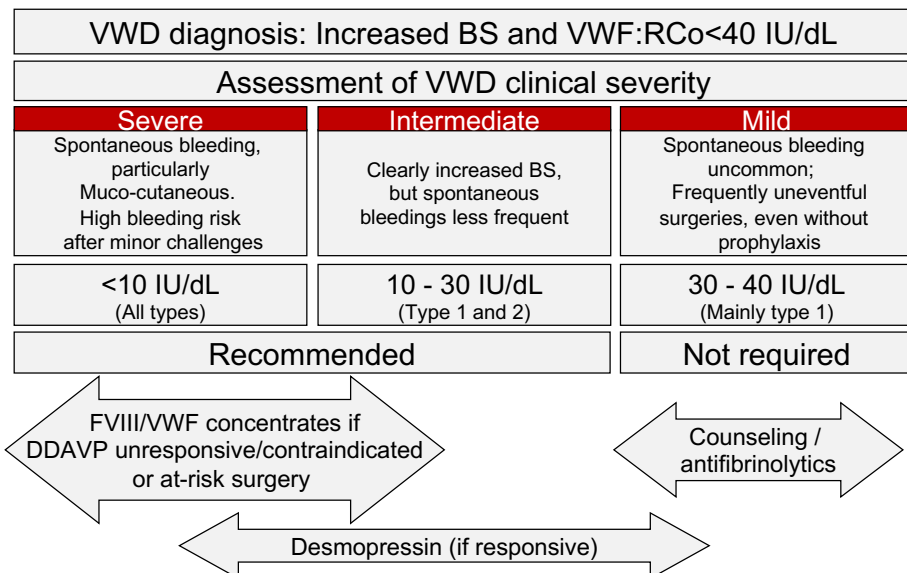 VWD diagnosis: Increased BS and VWF:RCo<40 IU/dL
Assessment of VWD clinical severity
Severe
Spontaneous bleeding,
particularly
Muco-cutaneous.
High bleeding risk
after minor challenges
Intermediate
Clearly increased BS,
but spontaneous
bleedings less frequent
Mild
Spontaneous bleeding
uncommon;
Frequently uneventful
surgeries, even without
prophylaxis
<10 IU/dL
(All types)
10 - 30 IU/dL
(Type 1 and 2)
30 - 40 IU/dL
(Mainly type 1)
Recommended
Not required
FVIII/VWF concentrates if
DDAVP unresponsive/contraindicated
or at-risk surgery
Counseling /
antifibrinolytics
Desmopressin (if responsive)